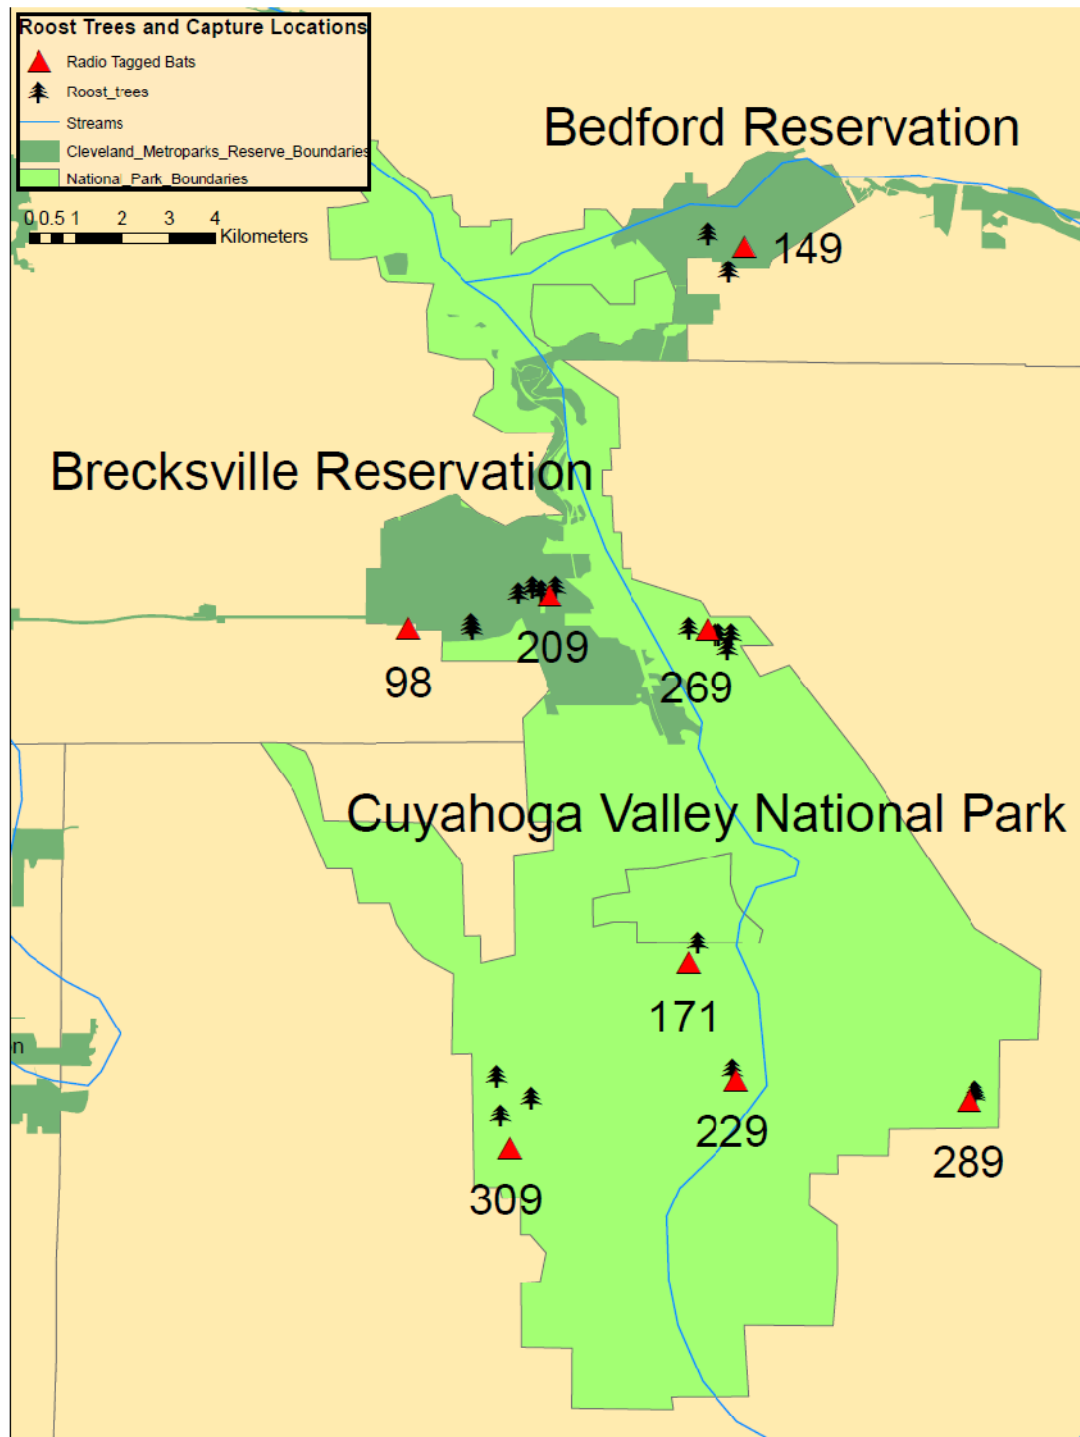 Roost Trees and Capture Locations
Radio Tagged Bats
Roost_trees
Streams
Cleveland_Metroparks_Reserve_Boundaries
National_Park_Boundaries
0 0.5 1 2 3 4
Kilometers
Bedford Reservation
149
Brecksville Reservation
209
98
269
Cuyahoga Valley National Park
171
n
229
289
309